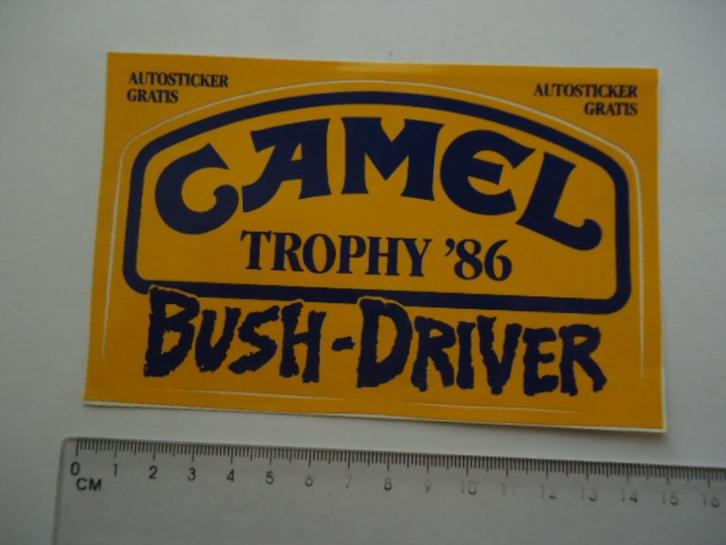 AUTOSTICKER
GRATIS
AUTOSTICKER
GRATIS
CAMEL
TROPHY '86
BUSH-DRIVER
0 1 2 3 4 5 6 7 8 9 10 11 12 13 14 15 16
CM